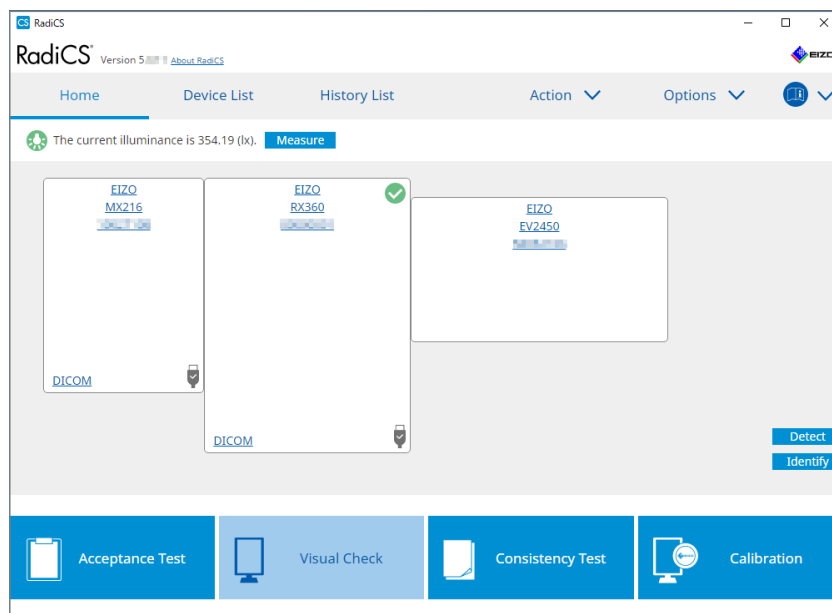 CS RadiCS
RadiCS Version 5. About RadiCS
EIZO
Home Device List History List Action Options
The current illuminance is 354.19 (lx). Measure
EIZO
MX216
DICOM
EIZO
RX360
DICOM
EIZO
EV2450
Detect
Identify
Acceptance Test Visual Check Consistency Test Calibration